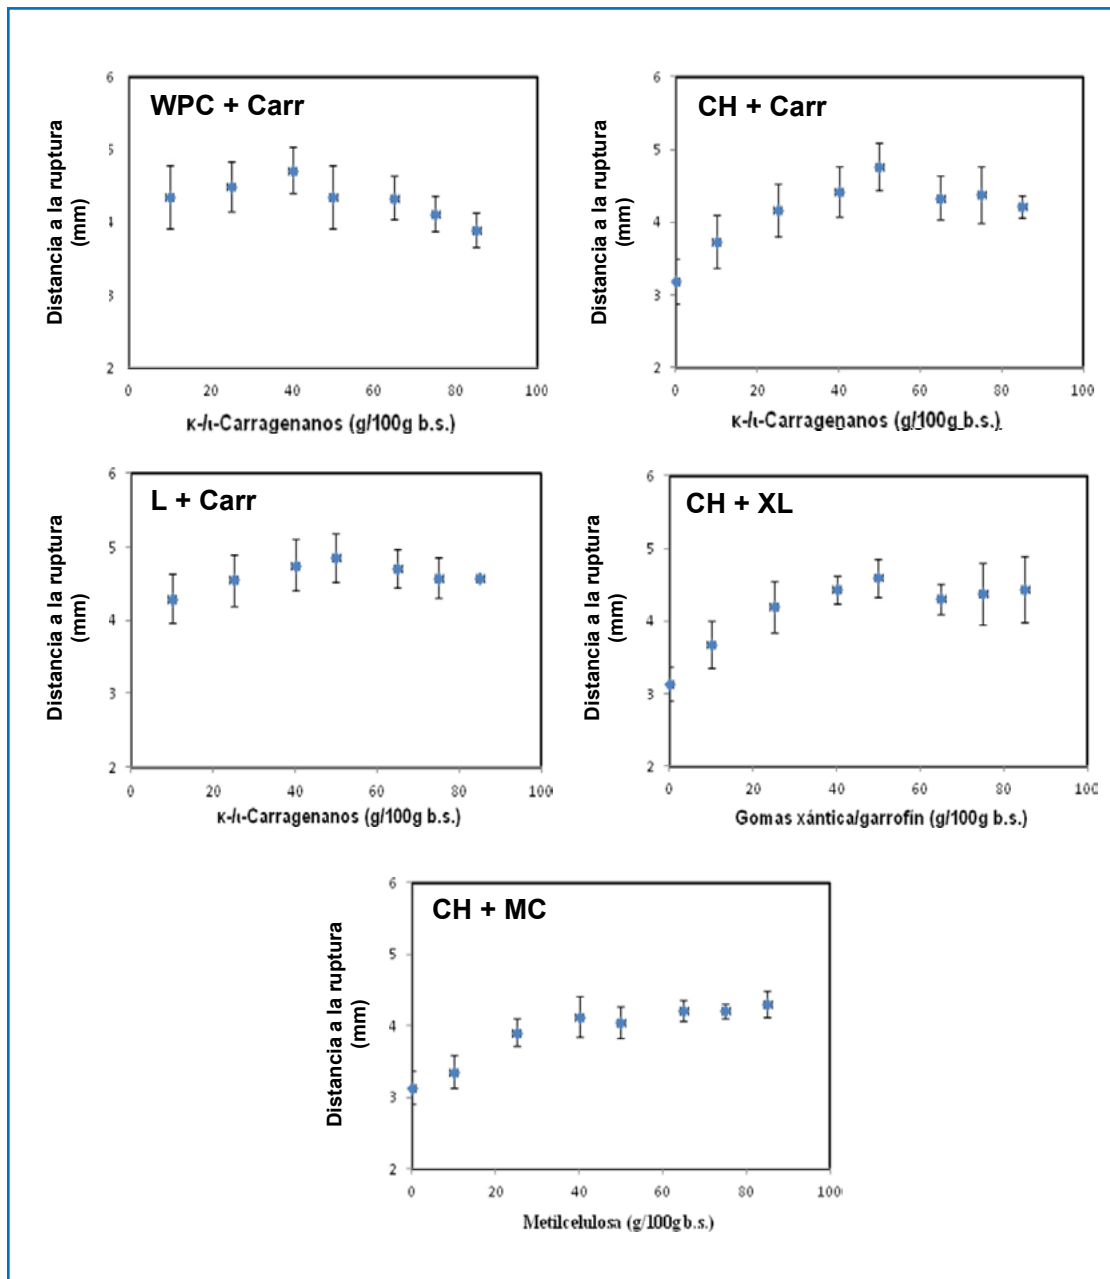 WPC + Carr
Distancia a la ruptura
(mm)
6
5
4
3
2
0 20 40 60 80 100
κ-/ι-Carragenanos (g/100g b.s.)
CH + Carr
Distancia a la ruptura
(mm)
6
5
4
3
2
0 20 40 60 80 100
κ-/ι-Carragenanos (g/100g b.s.)
L + Carr
Distancia a la ruptura
(mm)
6
5
4
3
2
0 20 40 60 80 100
κ-/ι-Carragenanos (g/100g b.s.)
CH + XL
Distancia a la ruptura
(mm)
6
5
4
3
2
0 20 40 60 80 100
Gomas xántica/garrofín (g/100g b.s.)
CH + MC
Distancia a la ruptura
(mm)
6
5
4
3
2
0 20 40 60 80 100
Metilcelulosa (g/100g b.s.)